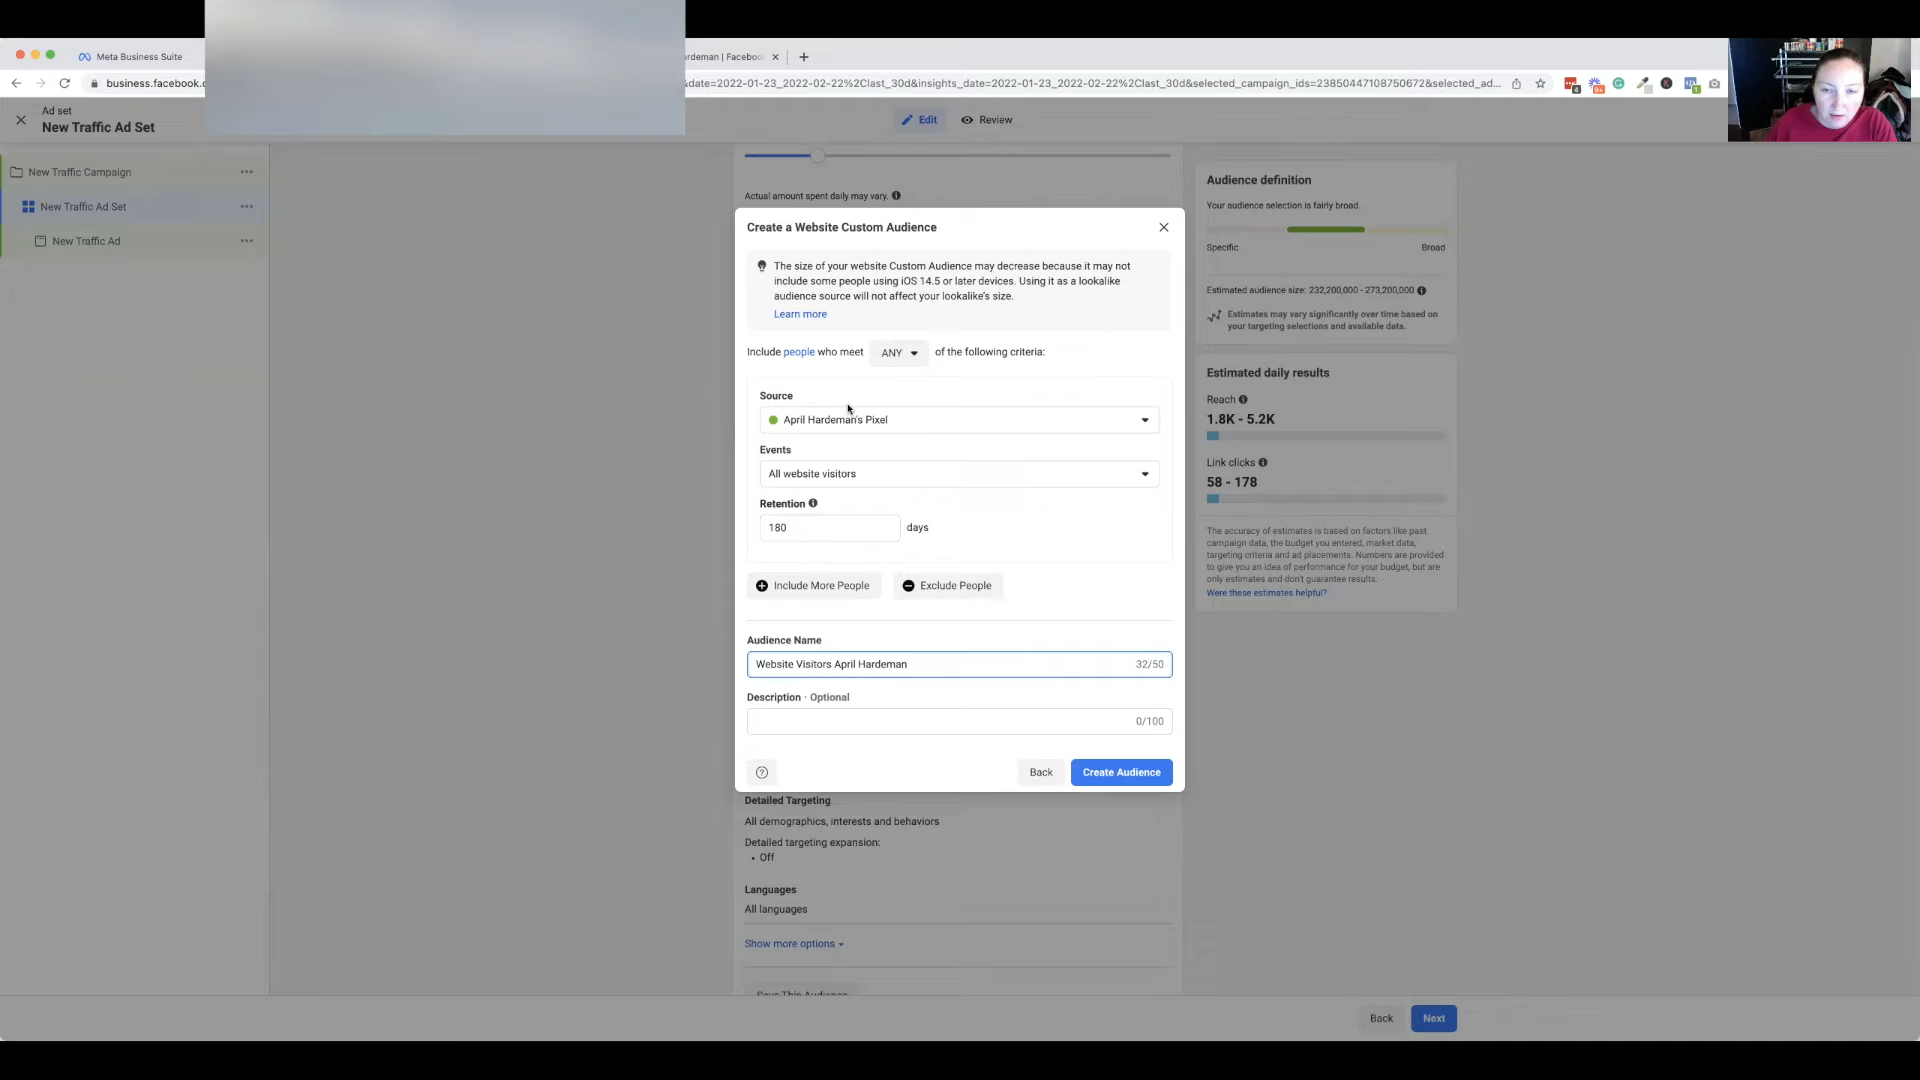 Meta Business Suite
rdeman | Facebook
business.facebook.c
&date=2022-01-23_2022-02-22%2Clast_30d&insights_date=2022-01-23_2022-02-22%2Clast_30d&selected_campaign_ids=23850447108750672&selected_ad...
Ad set
New Traffic Ad Set
Edit
Review
New Traffic Campaign
New Traffic Ad Set
New Traffic Ad
Actual amount spent daily may vary.
Create a Website Custom Audience
The size of your website Custom Audience may decrease because it may not
include some people using iOS 14.5 or later devices. Using it as a lookalike
audience source will not affect your lookalike's size.
Learn more
Include people who meet ANY of the following criteria:
Source
April Hardeman's Pixel
Events
All website visitors
Retention
180 days
Include More People
Exclude People
Audience Name
Website Visitors April Hardeman 32/50
Description · Optional
0/100
Back
Create Audience
Detailed Targeting
All demographics, interests and behaviors
Detailed targeting expansion:
• Off
Languages
All languages
Show more options
Save This Audience
Audience definition
Your audience selection is fairly broad.
Specific Broad
Estimated audience size: 232,200,000 - 273,200,000
Estimates may vary significantly over time based on
your targeting selections and available data.
Estimated daily results
Reach
1.8K - 5.2K
Link clicks
58 - 178
The accuracy of estimates is based on factors like past
campaign data, the budget you entered, market data,
targeting criteria and ad placements. Numbers are provided
to give you an idea of performance for your budget, but are
only estimates and don't guarantee results.
Were these estimates helpful?
Back
Next